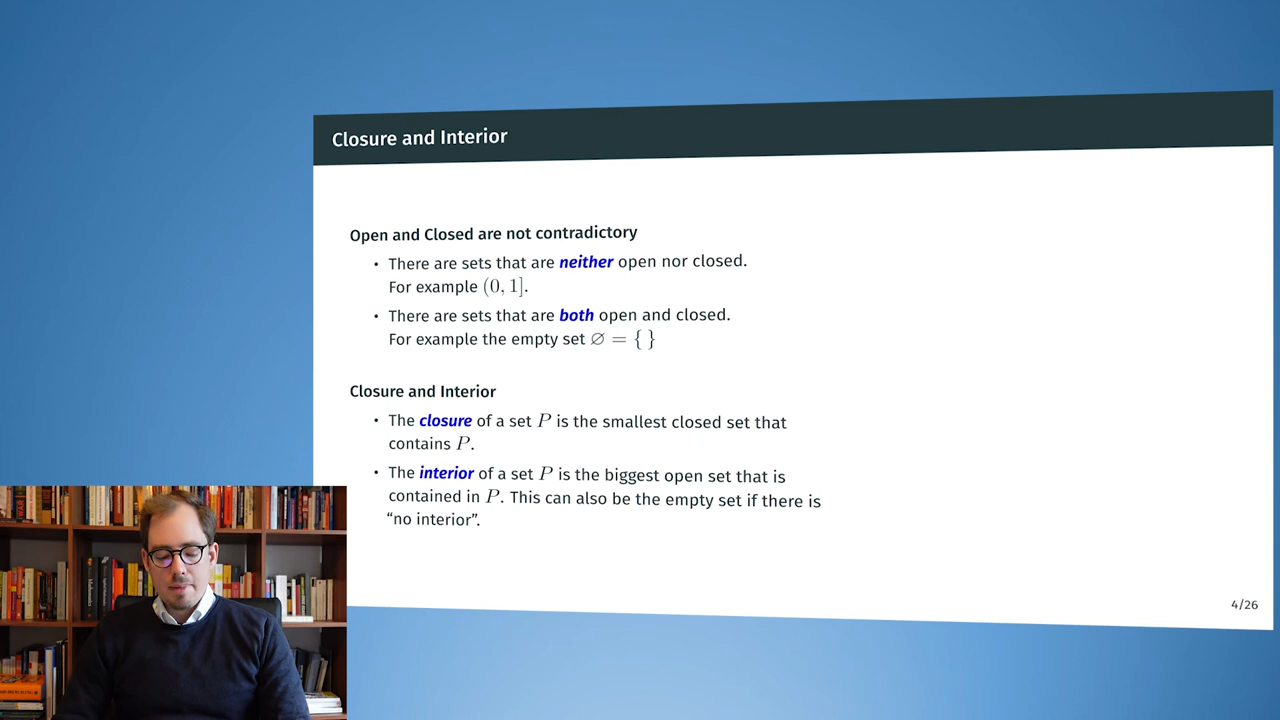 Closure and Interior
Open and Closed are not contradictory
• There are sets that are neither open nor closed.
For example (0, 1].
• There are sets that are both open and closed.
For example the empty set ∅ = { }
Closure and Interior
• The closure of a set P is the smallest closed set that
contains P.
• The interior of a set P is the biggest open set that is
contained in P. This can also be the empty set if there is
“no interior”.
4/26